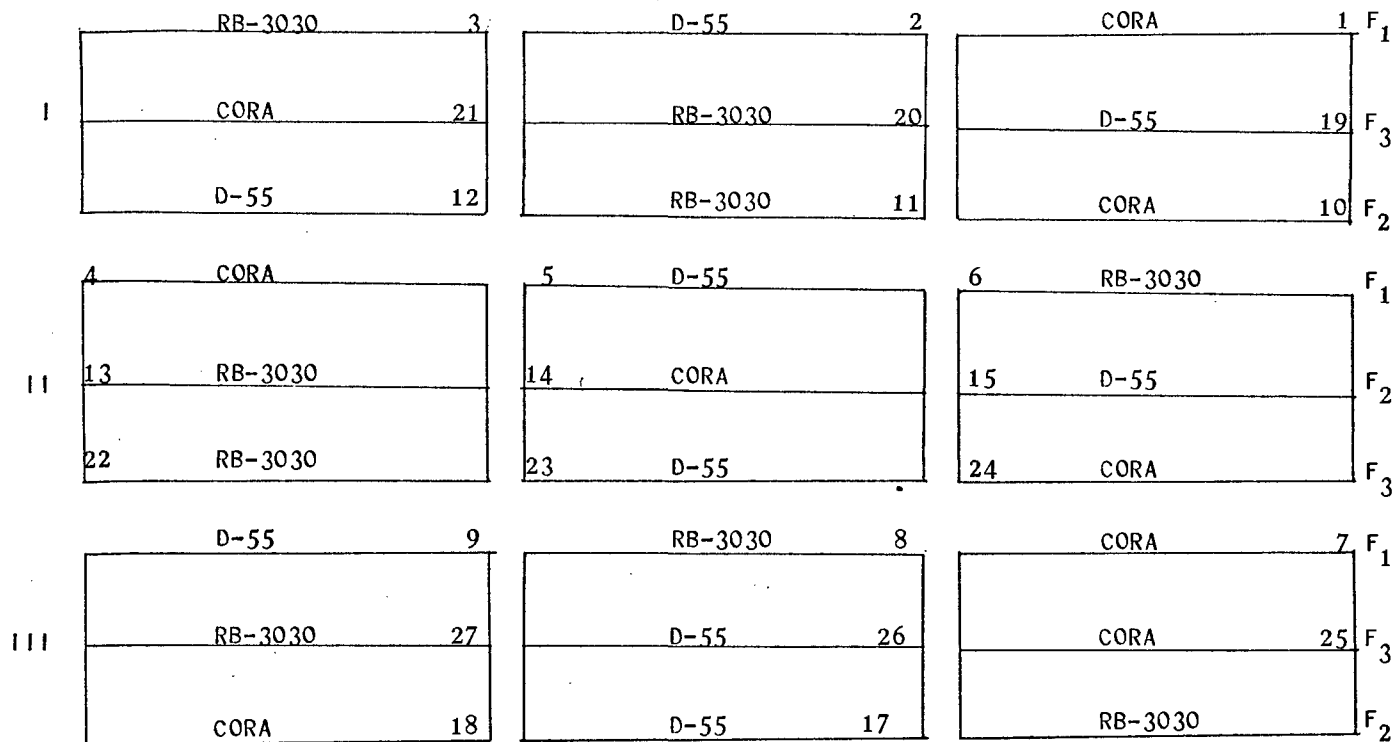 RB-3030 3 D-55 2 CORA 1 F1
I CORA 21 RB-3030 20 D-55 19 F3
D-55 12 RB-3030 11 CORA 10 F2
4 CORA 5 D-55 6 RB-3030 F1
II 13 RB-3030 14 CORA 15 D-55 F2
22 RB-3030 23 D-55 24 CORA F3
D-55 9 RB-3030 8 CORA 7 F1
III RB-3030 27 D-55 26 CORA 25 F3
CORA 18 D-55 17 RB-3030 F2